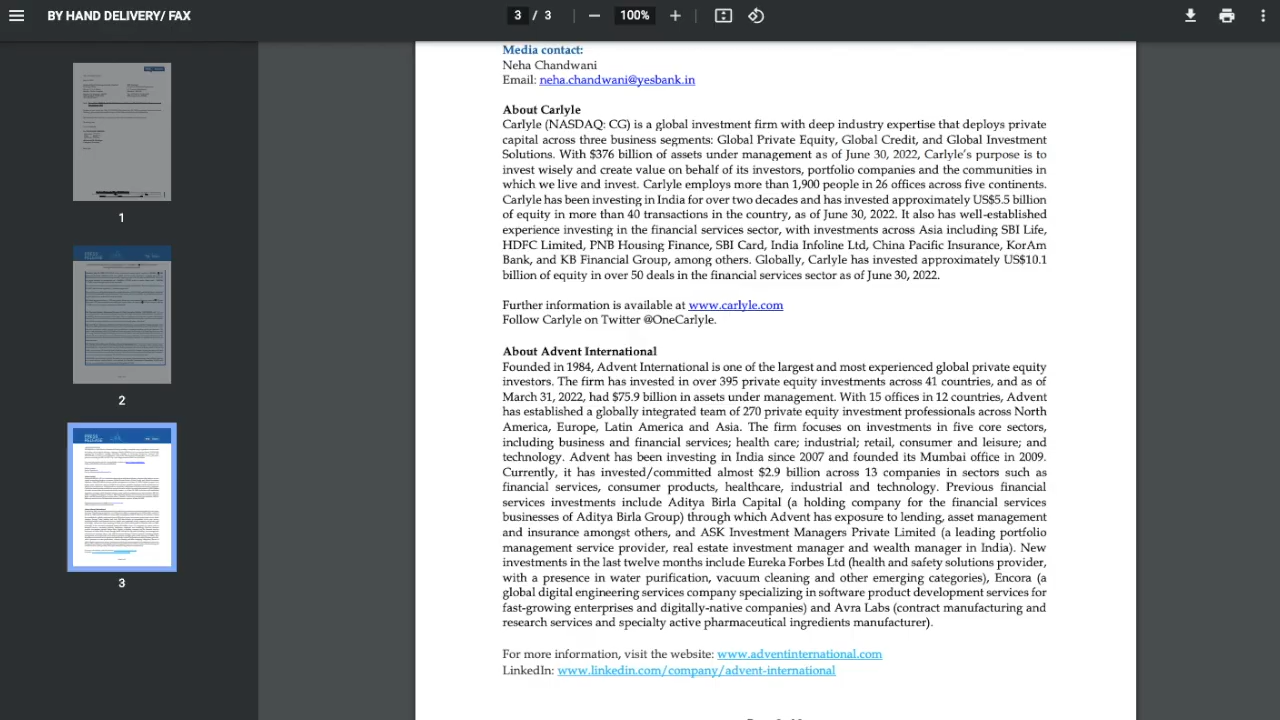 BY HAND DELIVERY/ FAX
3 / 3
100%
1
2
3
Media contact:
Neha Chandwani
Email: neha.chandwani@yesbank.in
About Carlyle
Carlyle (NASDAQ: CG) is a global investment firm with deep industry expertise that deploys private
capital across three business segments: Global Private Equity, Global Credit, and Global Investment
Solutions. With $376 billion of assets under management as of June 30, 2022, Carlyle's purpose is to
invest wisely and create value on behalf of its investors, portfolio companies and the communities in
which we live and invest. Carlyle employs more than 1,900 people in 26 offices across five continents.
Carlyle has been investing in India for over two decades and has invested approximately US$5.5 billion
of equity in more than 40 transactions in the country, as of June 30, 2022. It also has well-established
experience investing in the financial services sector, with investments across Asia including SBI Life,
HDFC Limited, PNB Housing Finance, SBI Card, India Infoline Ltd, China Pacific Insurance, KorAm
Bank, and KB Financial Group, among others. Globally, Carlyle has invested approximately US$10.1
billion of equity in over 50 deals in the financial services sector as of June 30, 2022.
Further information is available at www.carlyle.com
Follow Carlyle on Twitter @OneCarlyle.
About Advent International
Founded in 1984, Advent International is one of the largest and most experienced global private equity
investors. The firm has invested in over 395 private equity investments across 41 countries, and as of
March 31, 2022, had $75.9 billion in assets under management. With 15 offices in 12 countries, Advent
has established a globally integrated team of 270 private equity investment professionals across North
America, Europe, Latin America and Asia. The firm focuses on investments in five core sectors,
including business and financial services; health care; industrial; retail, consumer and leisure; and
technology. Advent has been investing in India since 2007 and founded its Mumbai office in 2009.
Currently, it has invested/committed almost $2.9 billion across 13 companies in sectors such as
financial services, consumer products, healthcare, industrial and technology. Previous financial
services investments include Aditya Birla Capital (a holding company for the financial services
businesses of Aditya Birla Group) through which Advent has exposure to lending, asset management
and insurance amongst others, and ASK Investment Managers Private Limited (a leading portfolio
management service provider, real estate investment manager and wealth manager in India). New
investments in the last twelve months include Eureka Forbes Ltd (health and safety solutions provider,
with a presence in water purification, vacuum cleaning and other emerging categories), Encora (a
global digital engineering services company specializing in software product development services for
fast-growing enterprises and digitally-native companies) and Avra Labs (contract manufacturing and
research services and specialty active pharmaceutical ingredients manufacturer).
For more information, visit the website: www.adventinternational.com
LinkedIn: www.linkedin.com/company/advent-international